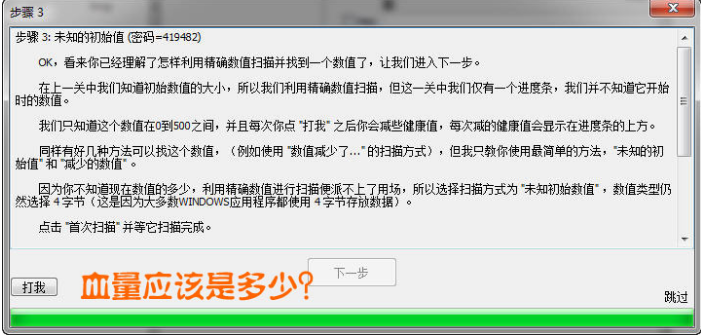 步骤 3
步骤 3: 未知的初始值 (密码=419482)
OK，看来你已经理解了怎样利用精确数值扫描并找到一个数值了，让我们进入下一步。
在上一关中我们知道初始数值的大小，所以我们利用精确数值扫描，但这一关中我们仅有一个进度条，我们并不知道它开始
时的数值。
我们只知道这个数值在0到500之间，并且每次你点 "打我" 之后你会减些健康值，每次减的健康值会显示在进度条的上方。
同样有好几种方法可以找这个数值，（例如使用 "数值减少了..." 的扫描方式），但我只教你使用最简单的方法，"未知的初
始值" 和 "减少的数值"。
因为你不知道现在数值的多少，利用精确数值进行扫描便派不上了用场，所以选择扫描方式为 "未知初始数值"，数值类型仍
然选择 4 字节（这是因为大多数WINDOWS应用程序都使用 4 字节存放数据）。
点击 "首次扫描" 并等它扫描完成。
下一步
打我
血量应该是多少?
跳过